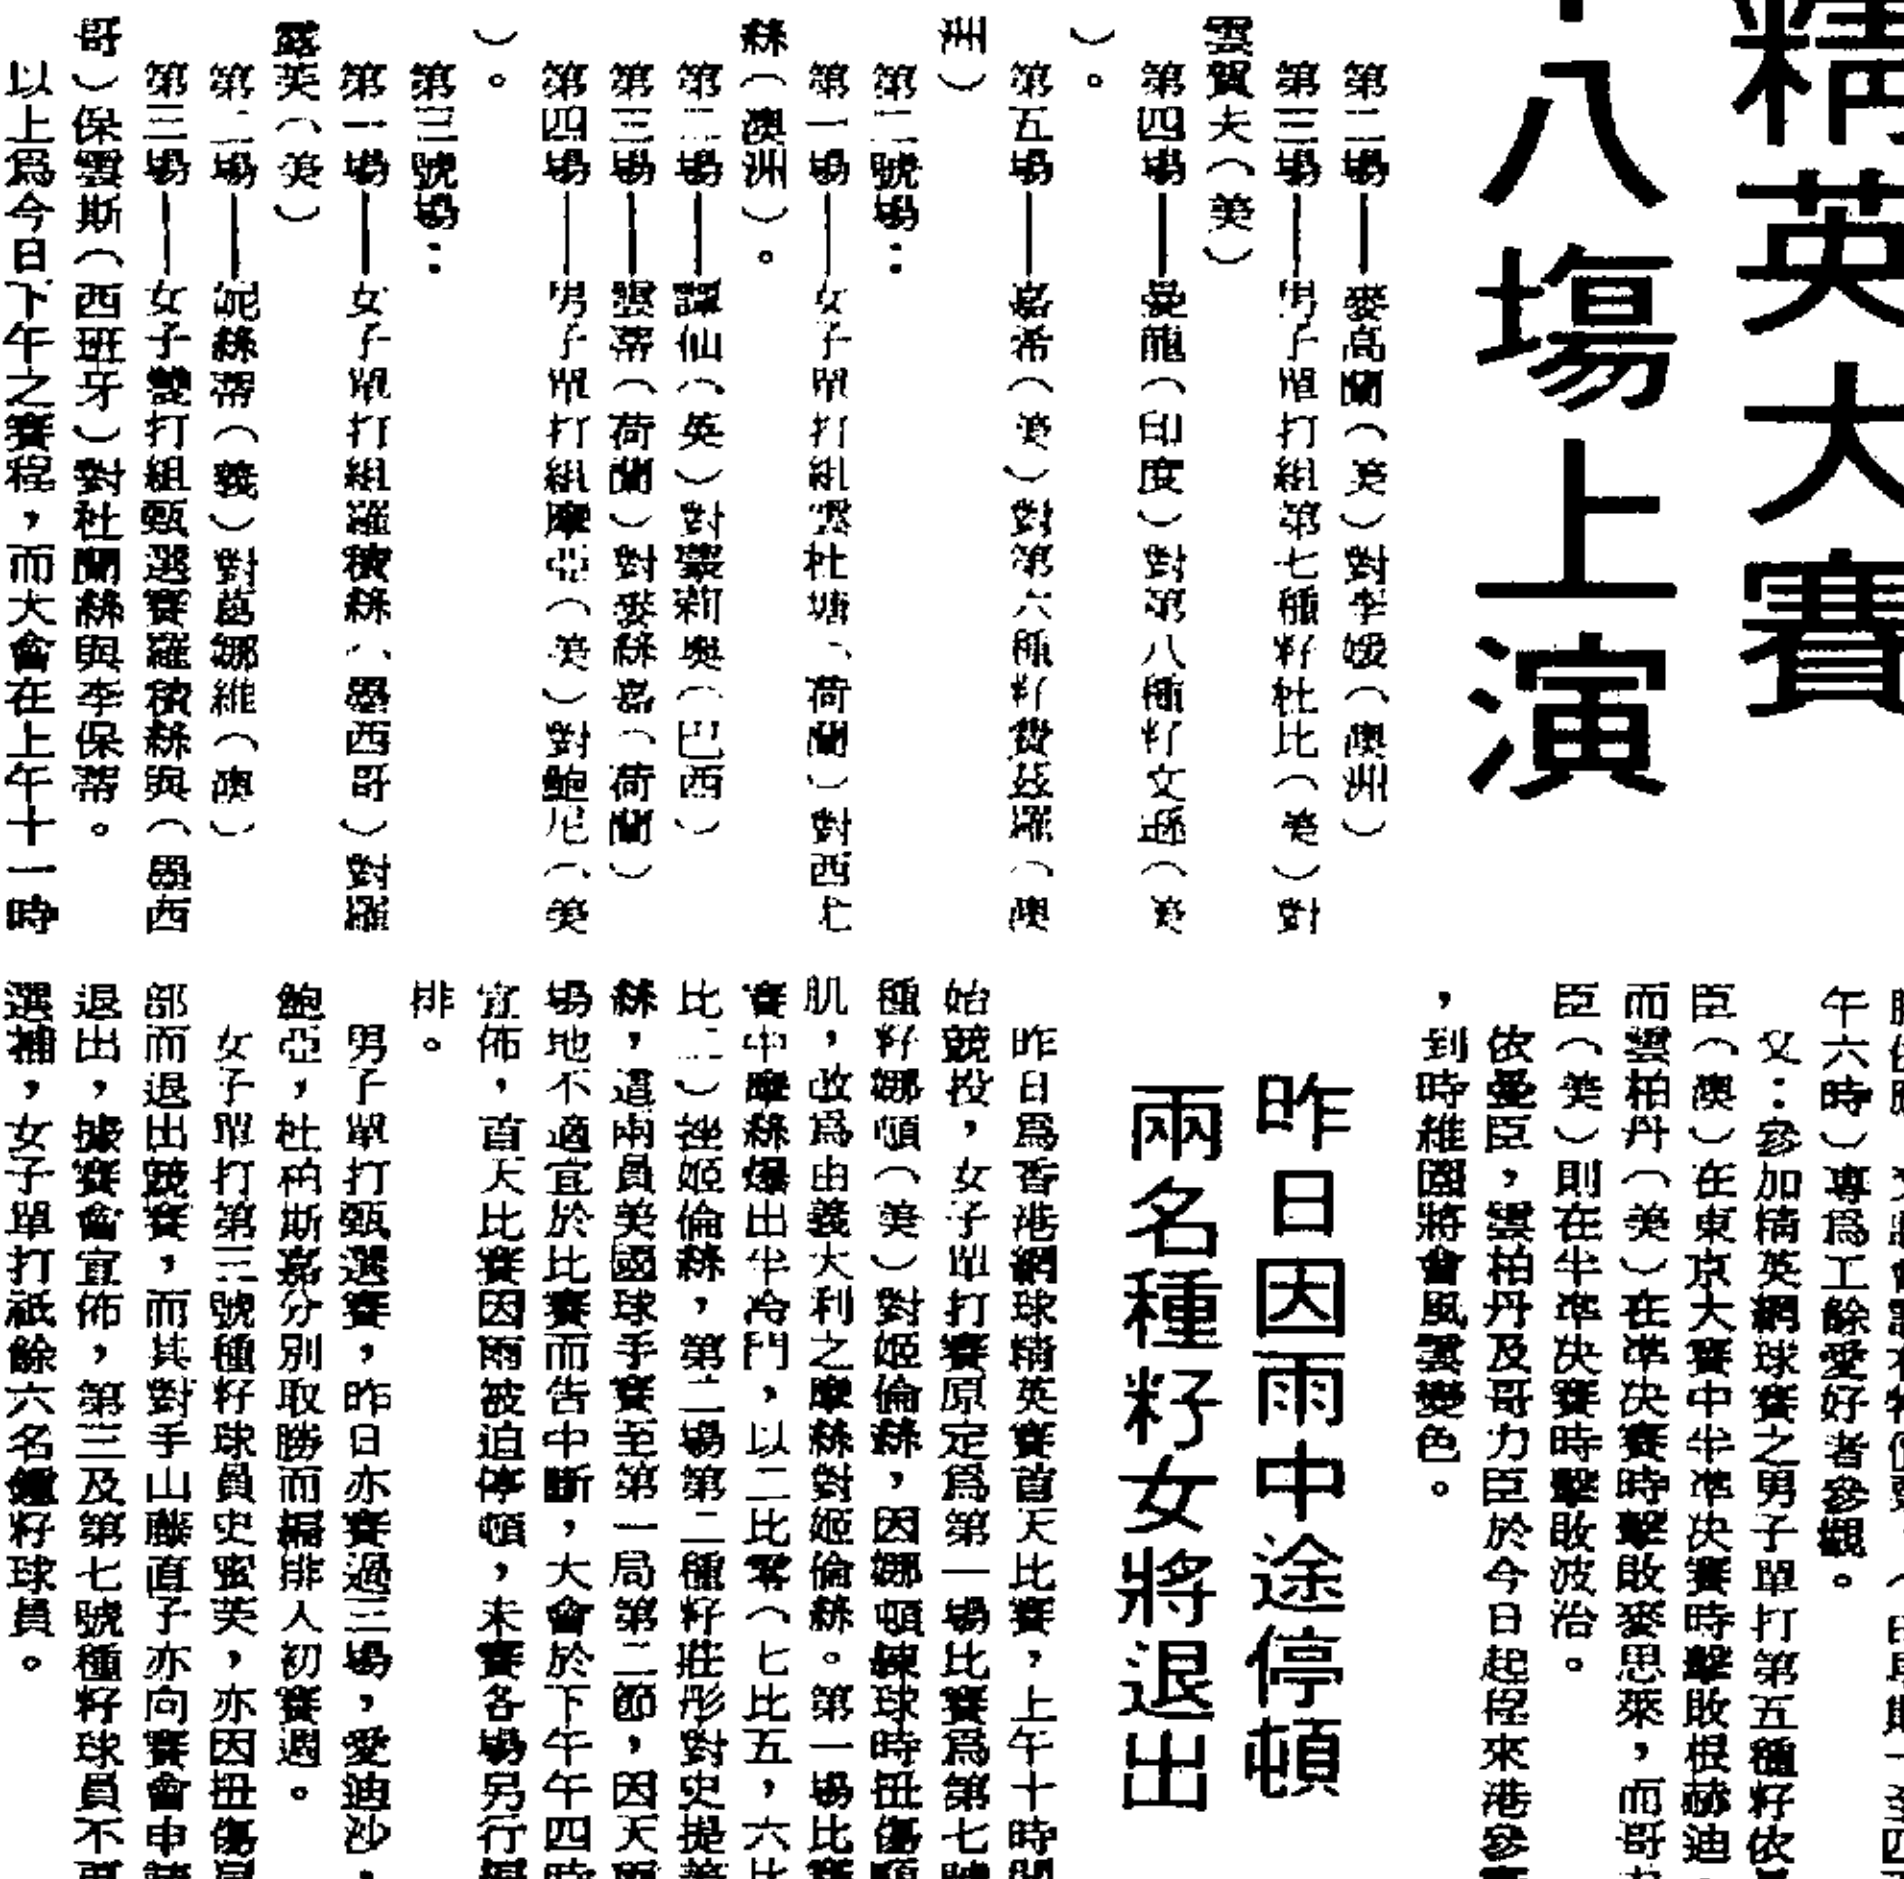 精英大賽
十八場上演
第二場——麥高蘭（美）對李媛（澳洲）
第三場——男子單打組第七種籽杜比（美）對
雲賀夫（美）
第四場——曼龍（印度）對第八種籽文遜（美
）。
第五場——嘉希（美）對第六種籽費茲羅（澳
洲）
第二號場：
第一場——女子單打組雲杜塘（荷蘭）對西尤
絲（澳洲）。
第二場——譚仙（英）對蒙莉奧（巴西）
第三場——雲蒂（荷蘭）對婁絲嘉（荷蘭）
第四場——男子單打組摩亞（美）對鮑尼（美
）。
第三號場：
第一場——女子單打組羅檳絲（墨西哥）對羅
露芙（美）
第二場——妮絲蒂（義）對葛娜維（澳）
第三場——女子雙打組甄選賽羅檳絲與（墨西
哥）保雲斯（西班牙）對杜蘭絲與李保蒂。
以上爲今日下午之賽程，而大會在上午十一時
午六時）專爲工餘愛好者參觀。
又：參加精英網球賽之男子單打第五種籽依
臣（澳）在東京大賽中半準決賽時擊敗根赫迪
而雲柏丹（美）在準決賽時擊敗麥思萊，而哥
臣（美）則在半準決賽時擊敗波治。
依曼臣，雲柏丹及哥力臣於今日起程來港參
，到時維園將會風雲變色。
昨日因雨中途停頓
兩名種籽女將退出
昨日爲香港網球精英賽首天比賽，上午十時開
始競投，女子單打賽原定爲第一場比賽爲第七號
種籽娜頓（美）對姬倫絲，因娜頓練球時扭傷
肌，改爲由義大利之摩絲對姬倫絲。第一場比賽
賽中摩絲爆出半冷門，以二比零（七比五，六比
比二）挫姬倫絲，第二場第二種籽莊彤對史提
絲，這兩員美國球手賽至第一局第二節，因天雨
場地不適宜於比賽而告中斷，大會於下午四時
宣佈，首天比賽因雨被迫停頓，未賽各場另行編
排。
男子單打甄選賽，昨日亦賽過三場，愛迪沙，
鮑亞，杜柏斯嘉分別取勝而編排人初賽週。
女子單打第三號種籽球員史蜜芙，亦因扭傷肩
部而退出競賽，而其對手山藤直子亦向賽會申請
退出，據賽會宣佈，第三及第七號種籽球員不再
選補，女子單打祇餘六名種籽球員。